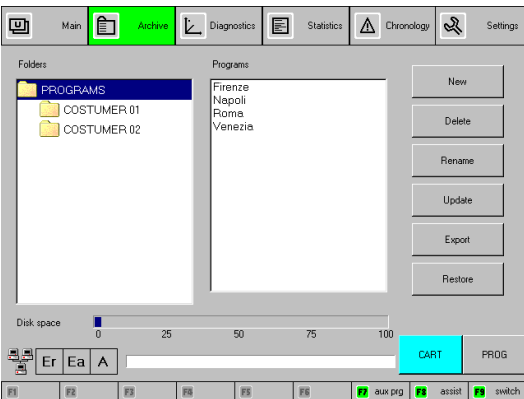 Main
Archive
Diagnostics
Statistics
Chronology
Settings
Folders
Programs
PROGRAMS
COSTUMER 01
COSTUMER 02
Firenze
Napoli
Roma
Venezia
New
Delete
Rename
Update
Export
Restore
Disk space
0 25 50 75 100
Er Ea A
CART
PROG
F1 F2 F3 F4 F5 F6 F7 aux prg F8 assist F9 switch